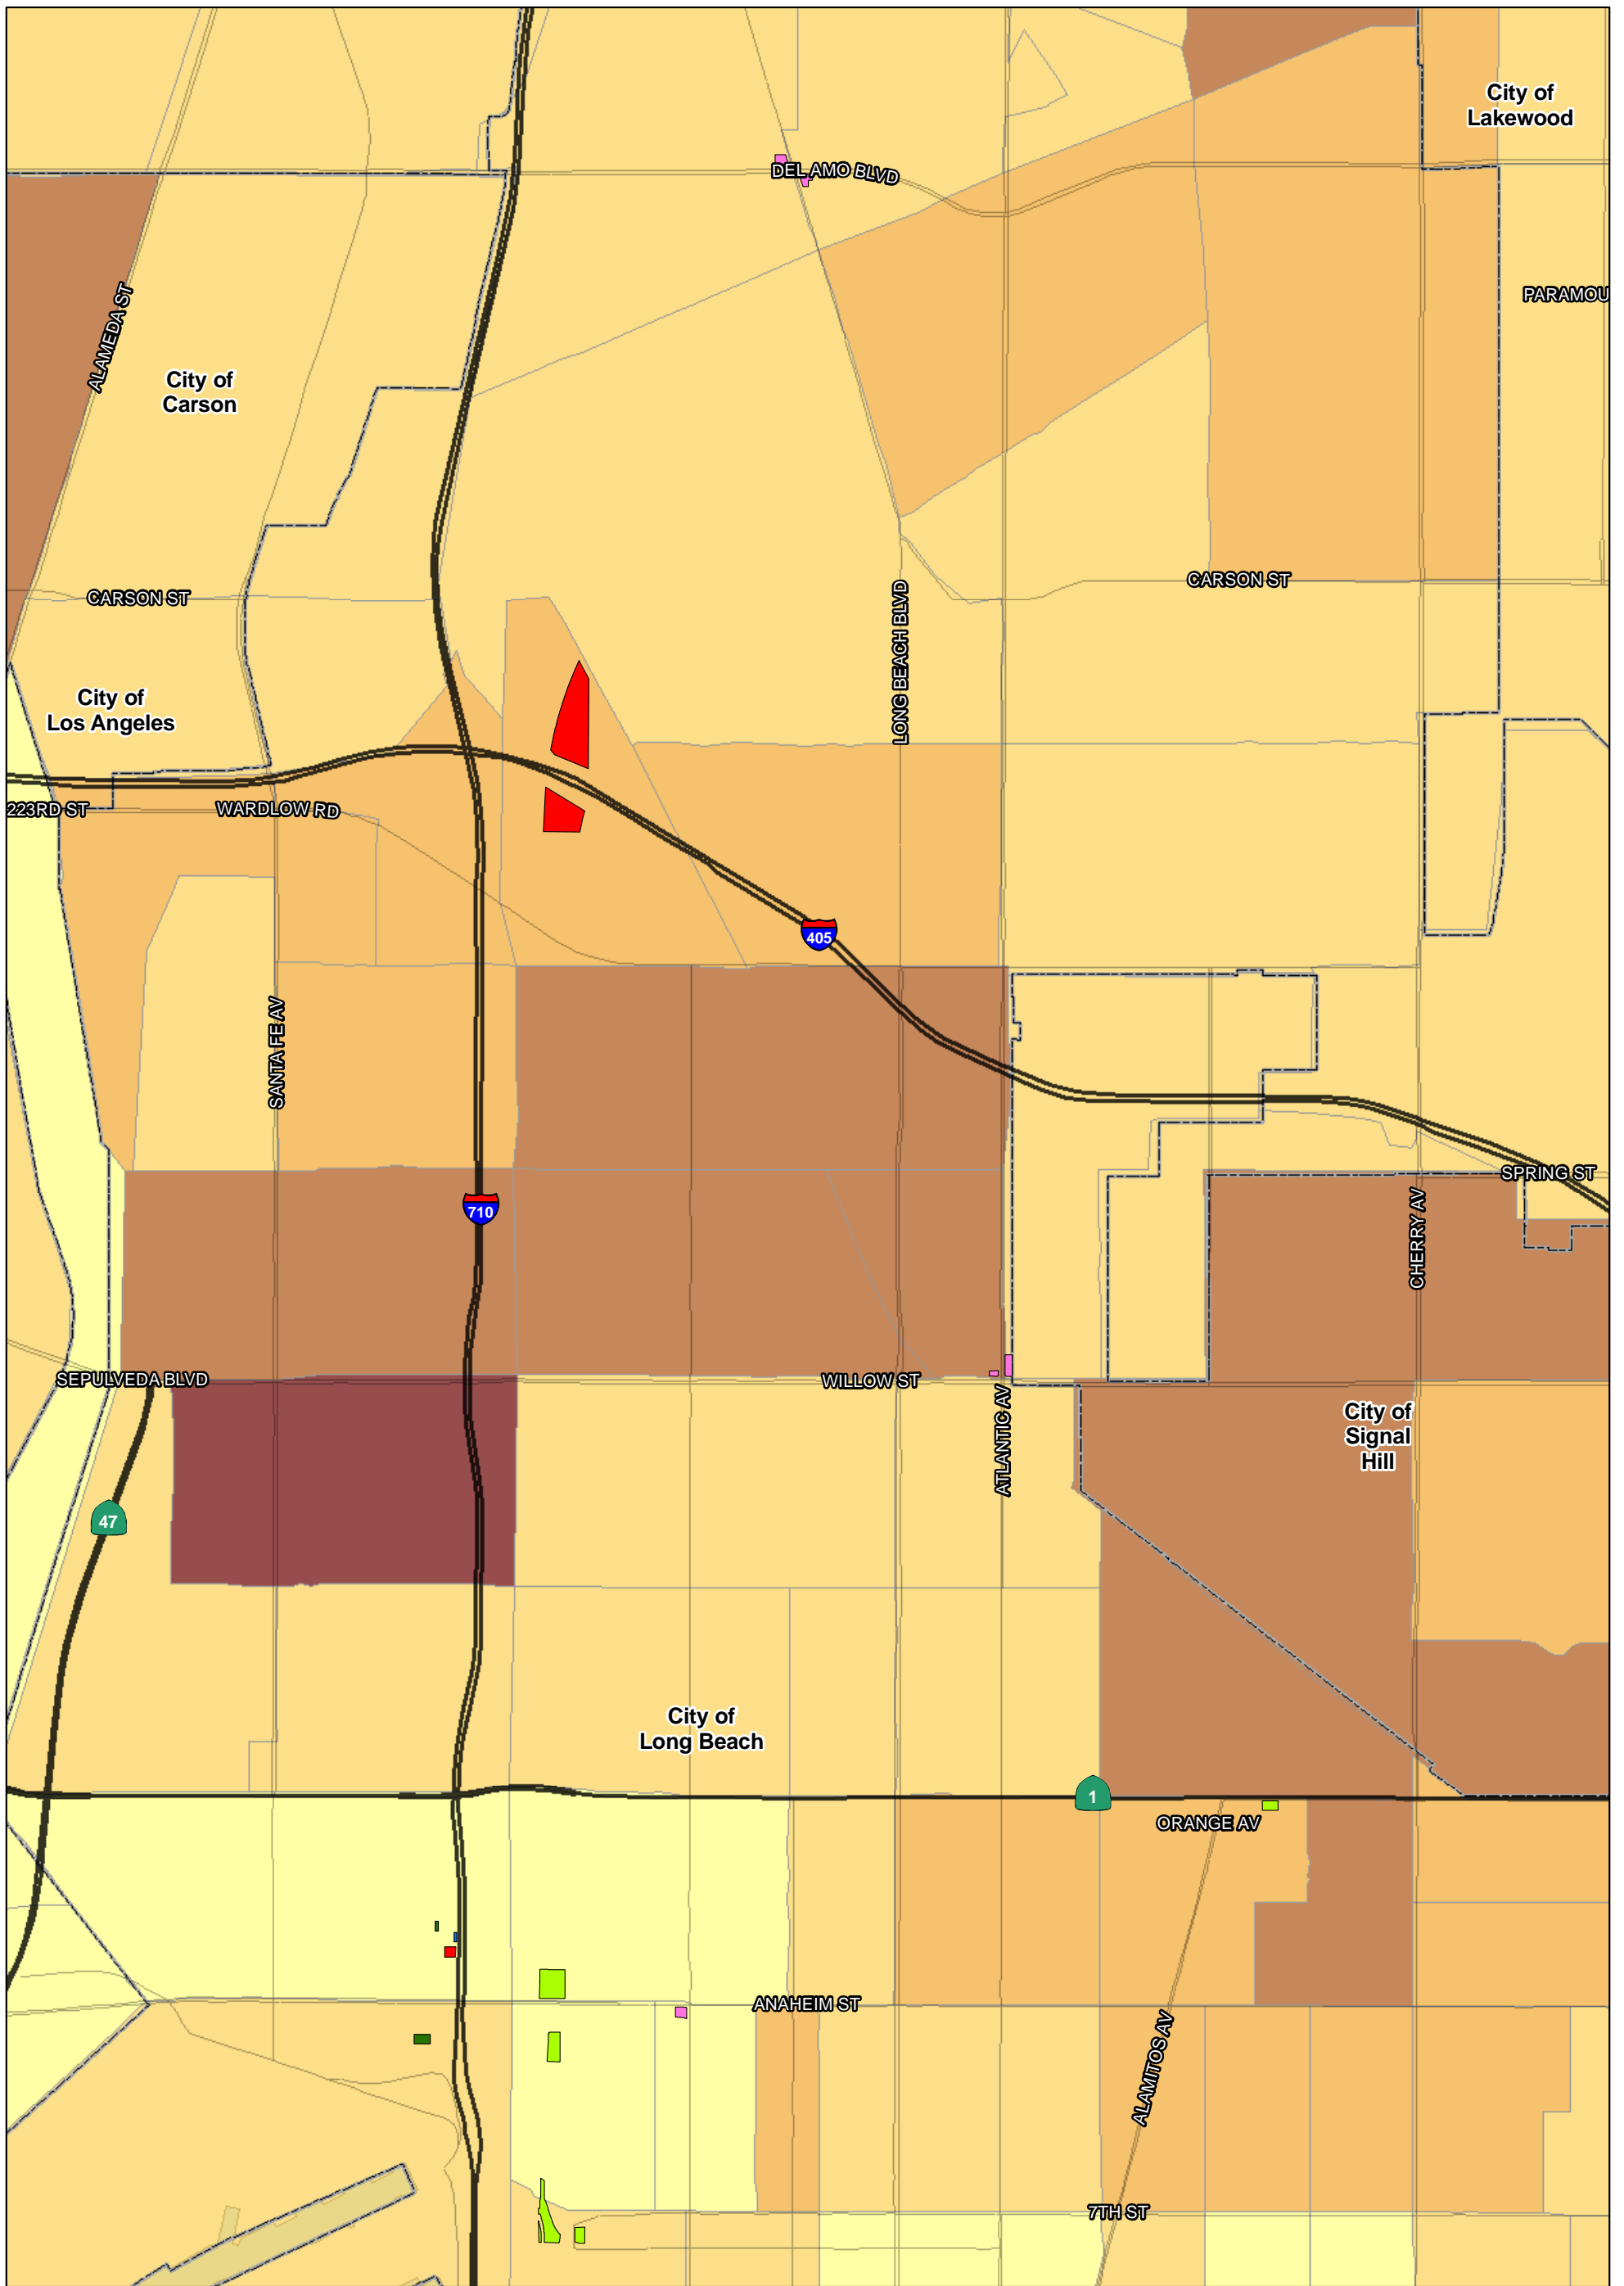 City of
Lakewood
DEL AMO BLVD
ALAMEDA ST
PARAMOU
City of
Carson
CARSON ST
CARSON ST
LONG BEACH BLVD
City of
Los Angeles
223RD ST
WARDLOW RD
405
SANTA FE AV
SPRING ST
710
CHERRY AV
SEPULVEDA BLVD
WILLOW ST
ATLANTIC AV
City of
Signal
Hill
47
City of
Long Beach
1
ORANGE AV
ANAHEIM ST
ALAMITOS AV
7TH ST